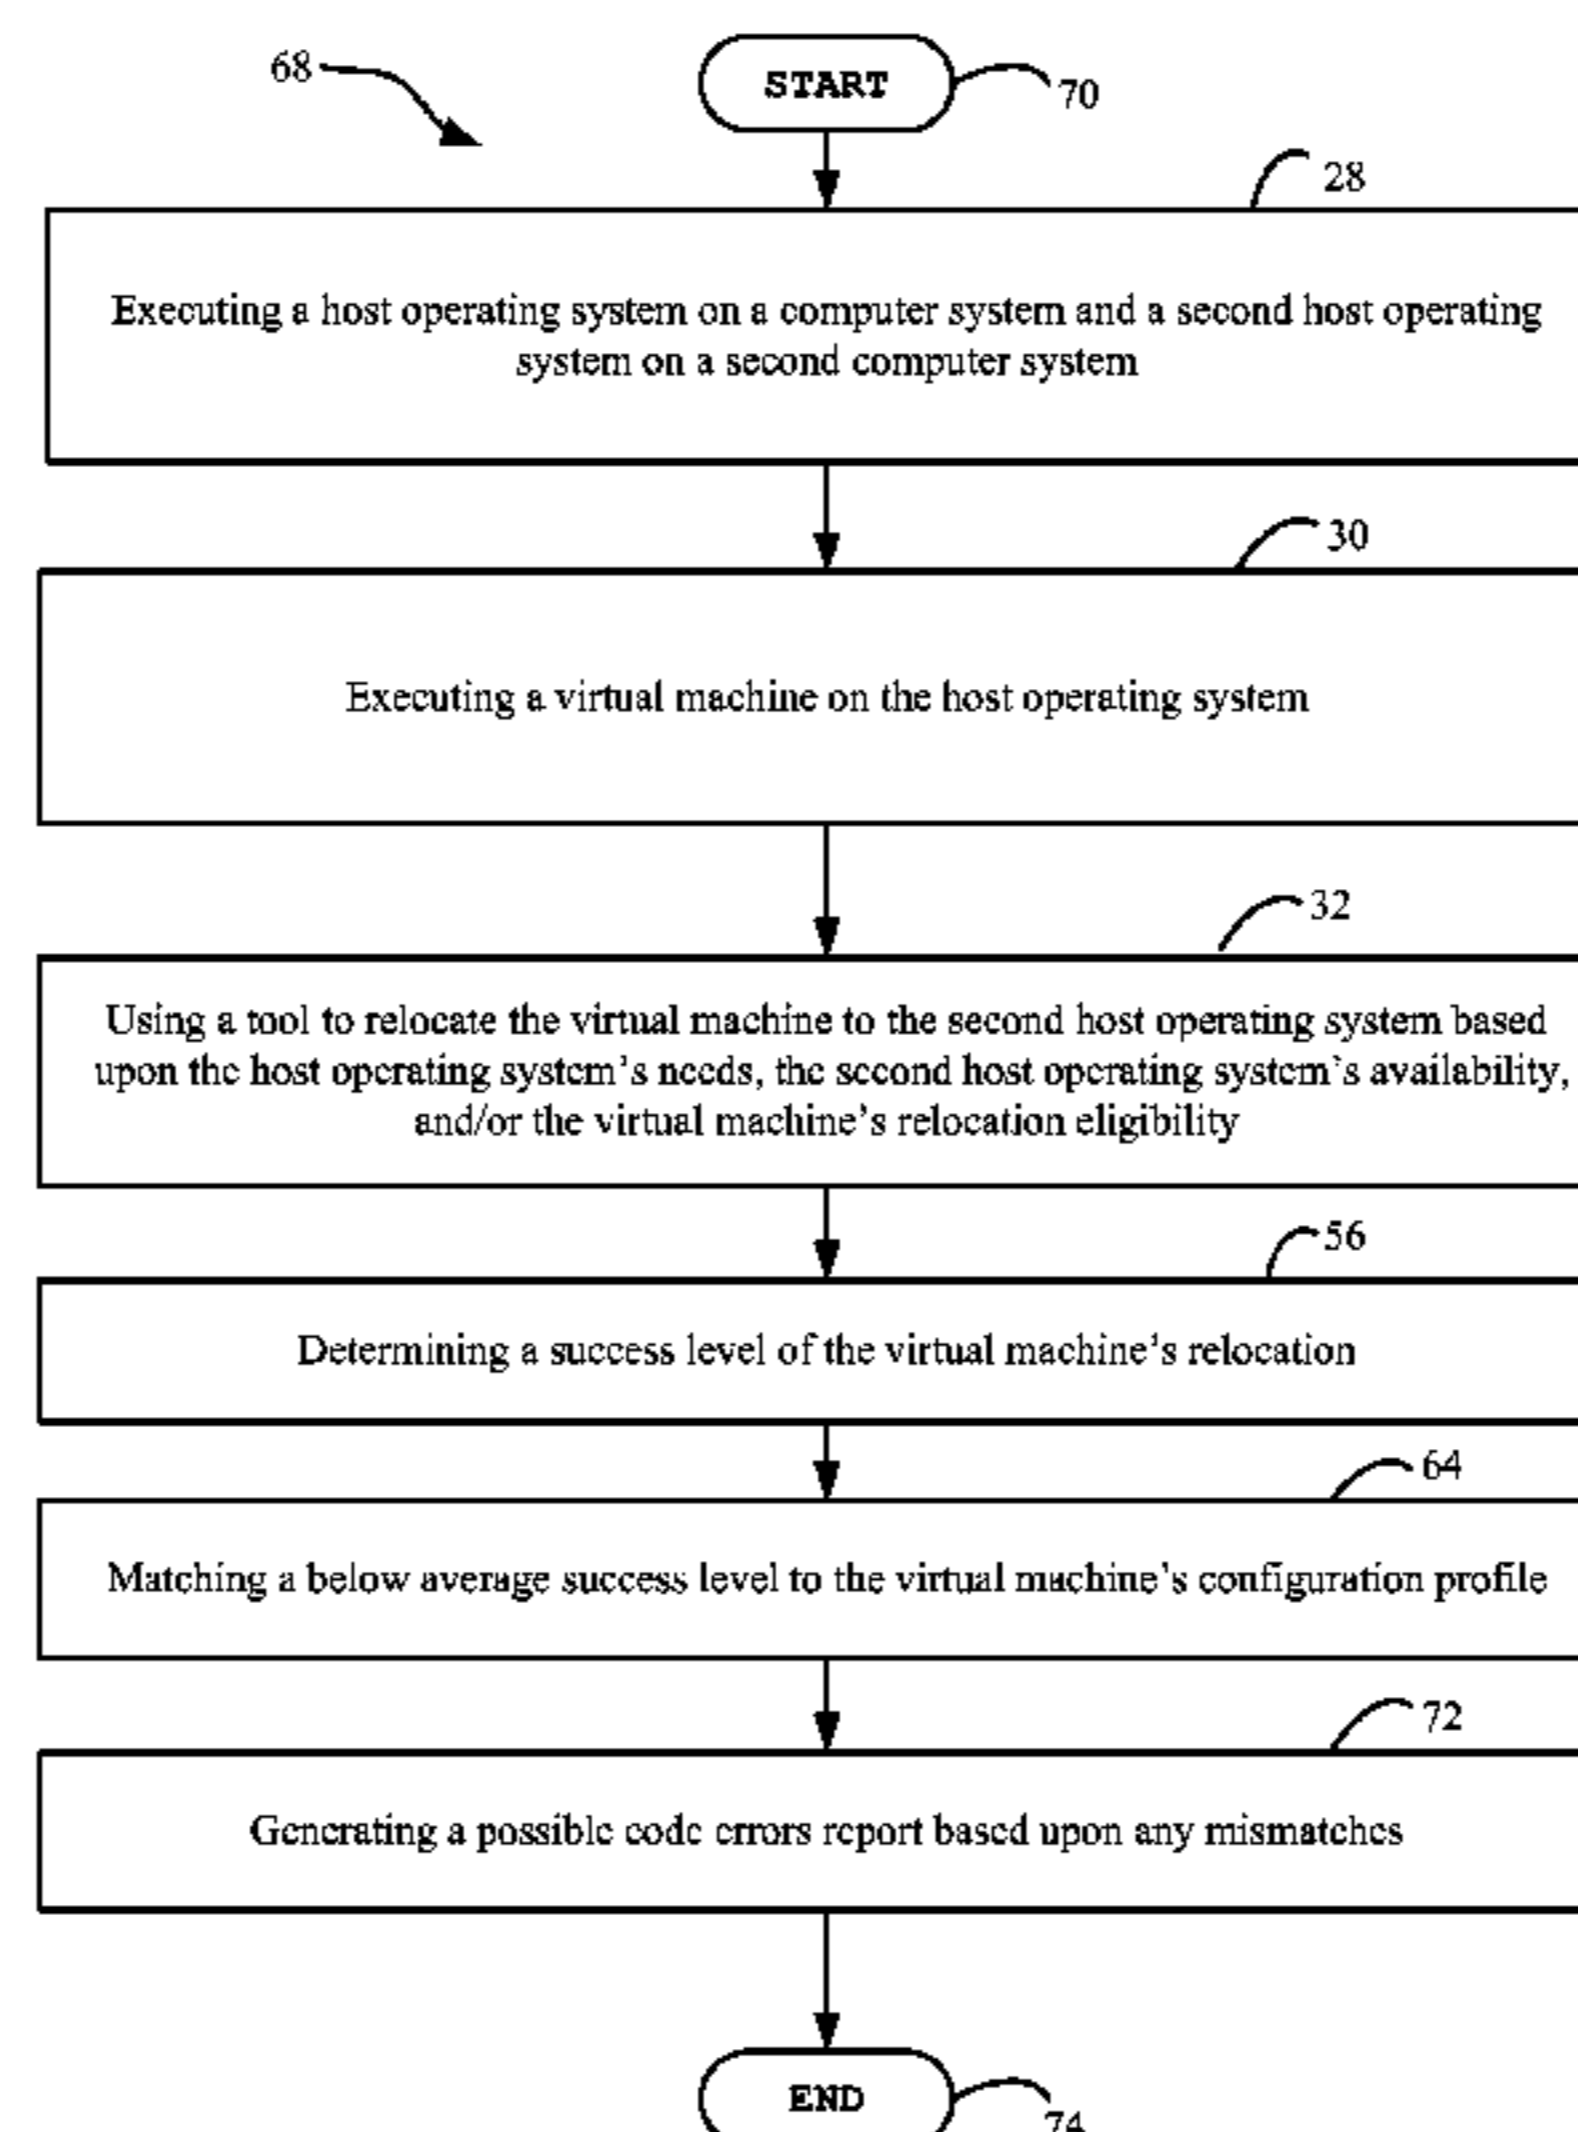 68
START
70
28
Executing a host operating system on a computer system and a second host operating
system on a second computer system
30
Executing a virtual machine on the host operating system
32
Using a tool to relocate the virtual machine to the second host operating system based
upon the host operating system's needs, the second host operating system's availability,
and/or the virtual machine's relocation eligibility
56
Determining a success level of the virtual machine's relocation
64
Matching a below average success level to the virtual machine's configuration profile
72
Generating a possible code errors report based upon any mismatches
END
74